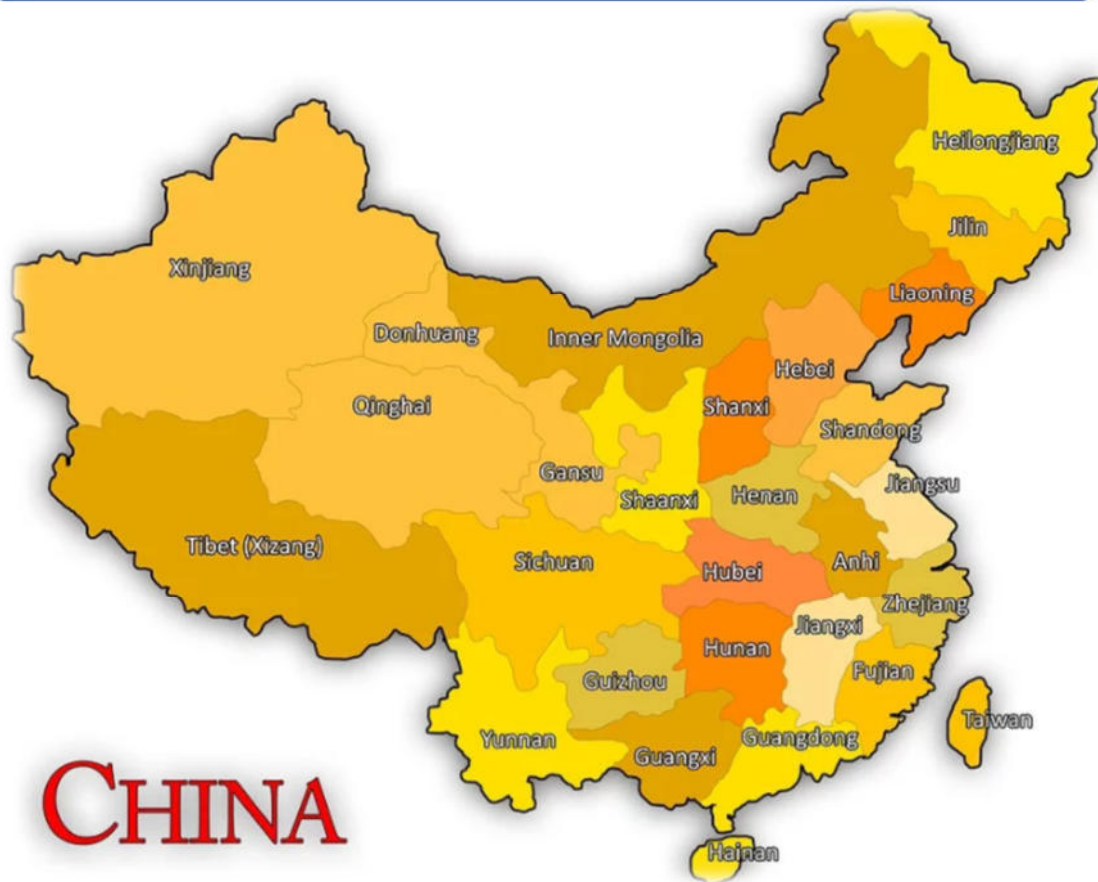 Heilongjiang
Jilin
Xinjiang
Liaoning
Donhuang
Inner Mongolia
Hebei
Qinghai
Shanxi
Shandong
Gansu
Jiangsu
Shaanxi
Henan
Tibet (Xizang)
Sichuan
Anhi
Hubei
Zhejiang
Jiangxi
Hunan
Fujian
Guizhou
Taiwan
Yunnan
Guangdong
Guangxi
CHINA
Hainan